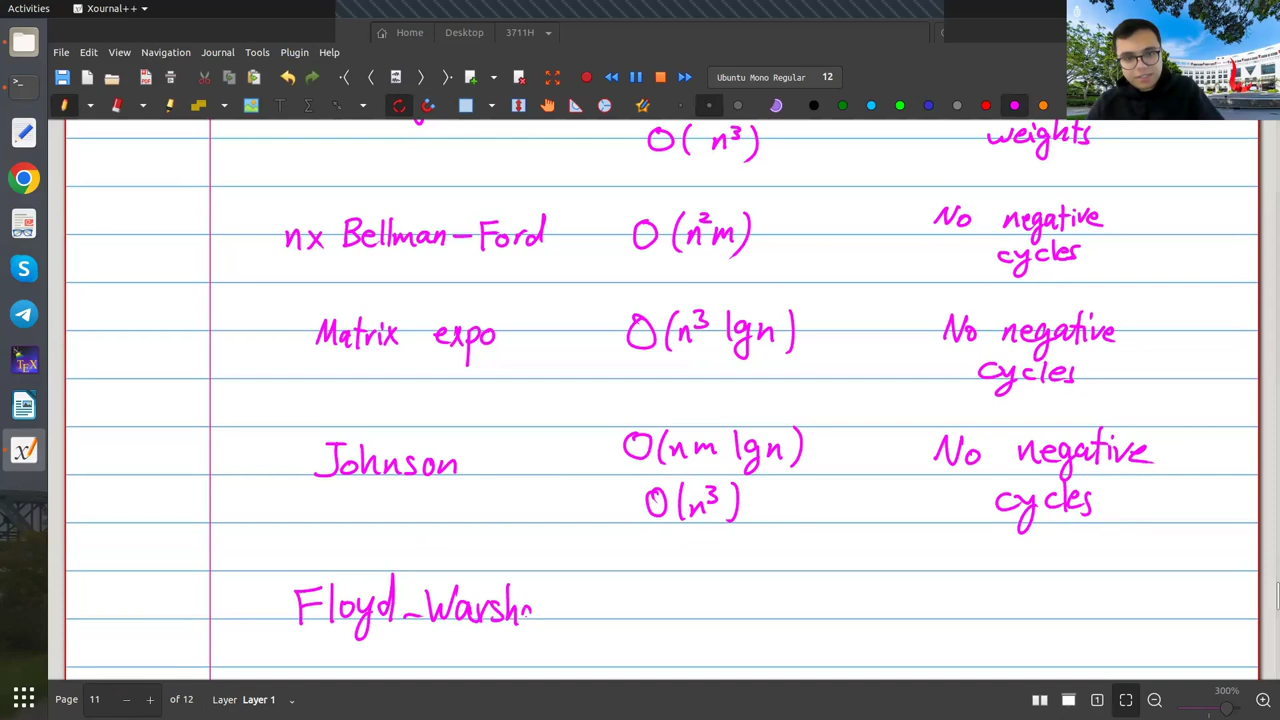 Activities Xournal++
Home Desktop 3711H
File Edit View Navigation Journal Tools Plugin Help
Ubuntu Mono Regular 12
O( n³) weights
nx Bellman-Ford O(n²m) No negative
cycles
Matrix expo O(n³ lgn) No negative
cycles
Johnson O(nm lgn) No negative
O(n³) cycles
Floyd-Warsh
Page 11 of 12 Layer Layer 1 300%